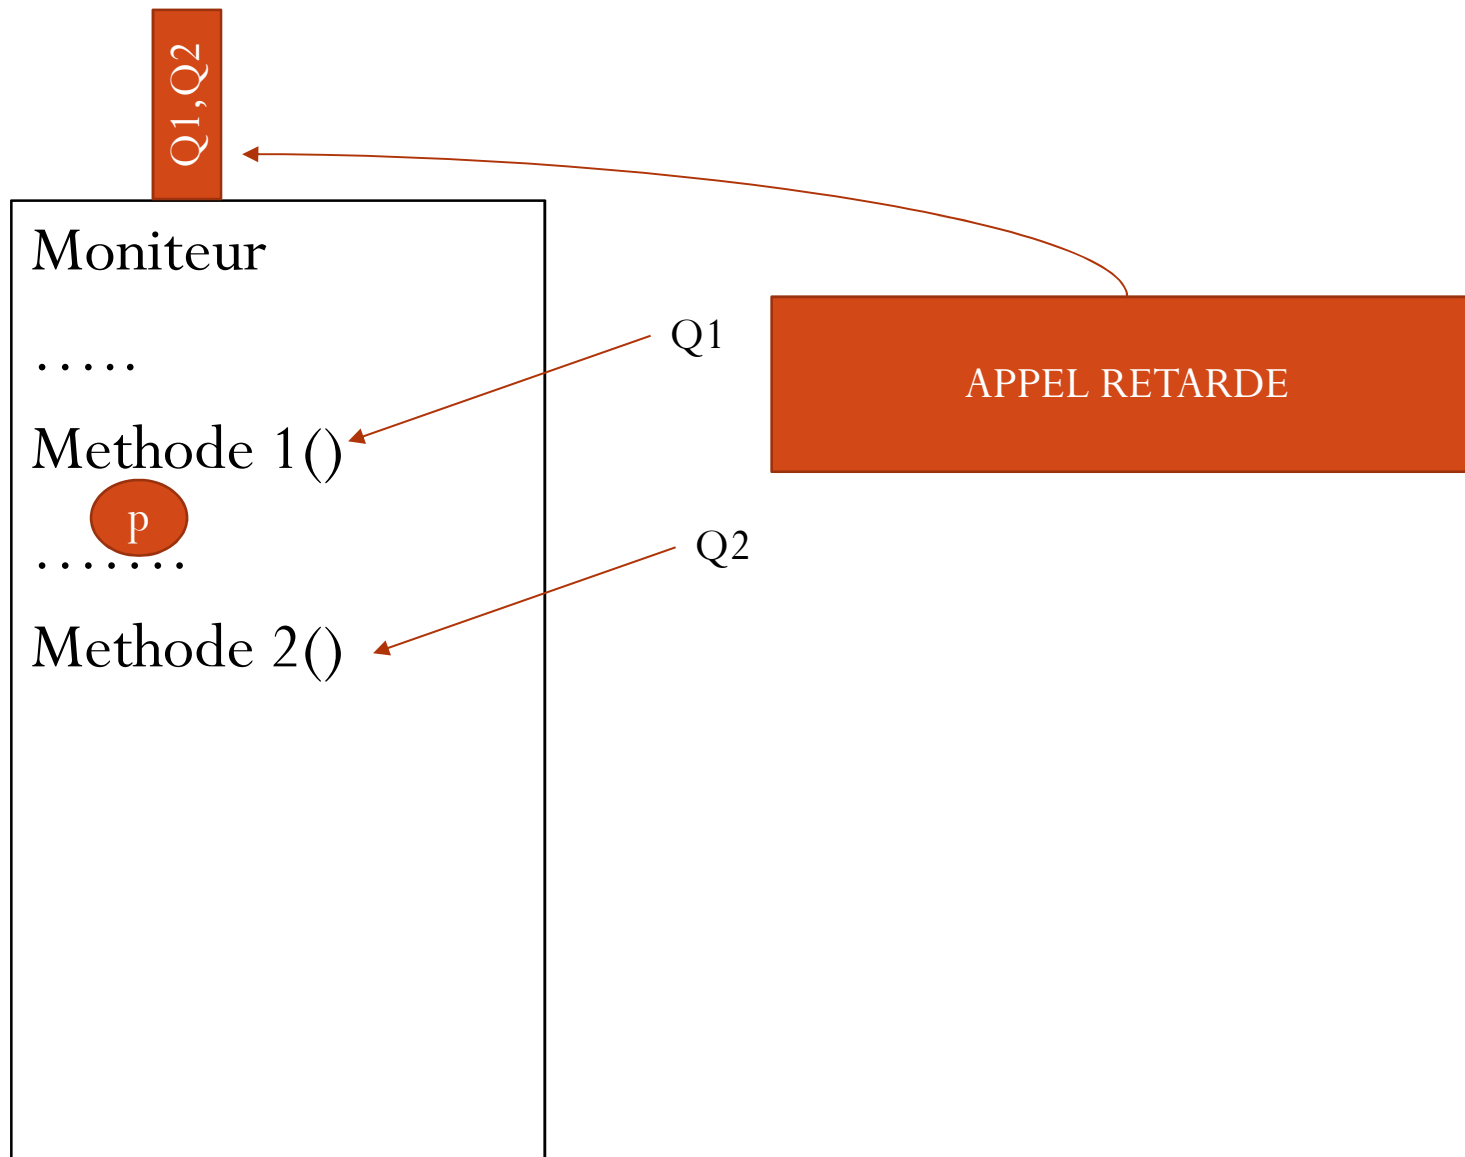 Q1,Q2
Moniteur
.....
Q1
APPEL RETARDE
Methode 1()
p
.......
Q2
Methode 2()